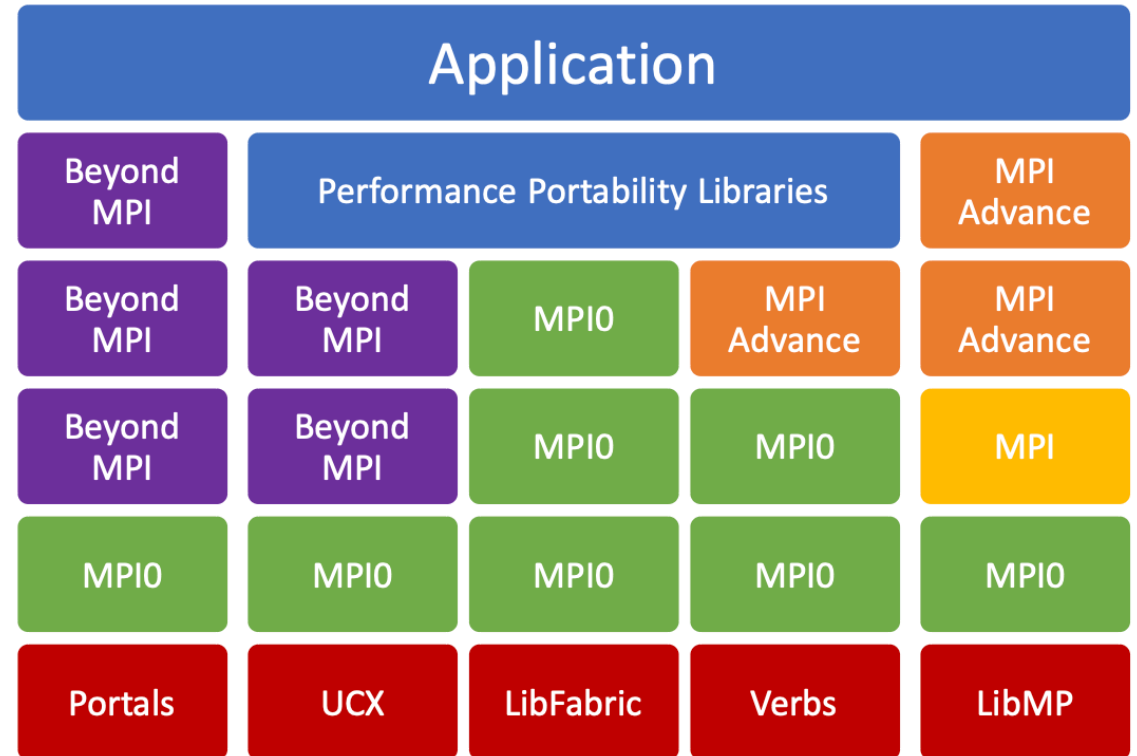 Application
Beyond
MPI
Performance Portability Libraries
MPI
Advance
Beyond
MPI
Beyond
MPI
MPI0
MPI
Advance
MPI
Advance
Beyond
MPI
Beyond
MPI
MPI0
MPI0
MPI
MPI0
MPI0
MPI0
MPI0
MPI0
Portals
UCX
LibFabric
Verbs
LibMP